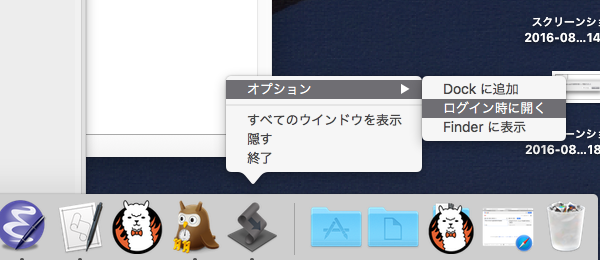 スクリーンショ
2016-08...14
オプション
すべてのウインドウを表示
隠す
終了
Dock に追加
ログイン時に開く
Finder に表示
スクリーンショ
2016-08...18